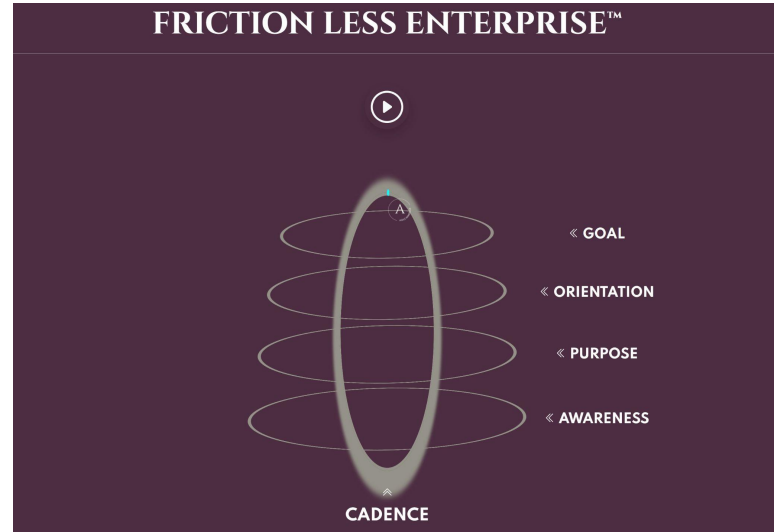 FRICTION LESS ENTERPRISE™
A
« GOAL
« ORIENTATION
« PURPOSE
« AWARENESS
CADENCE